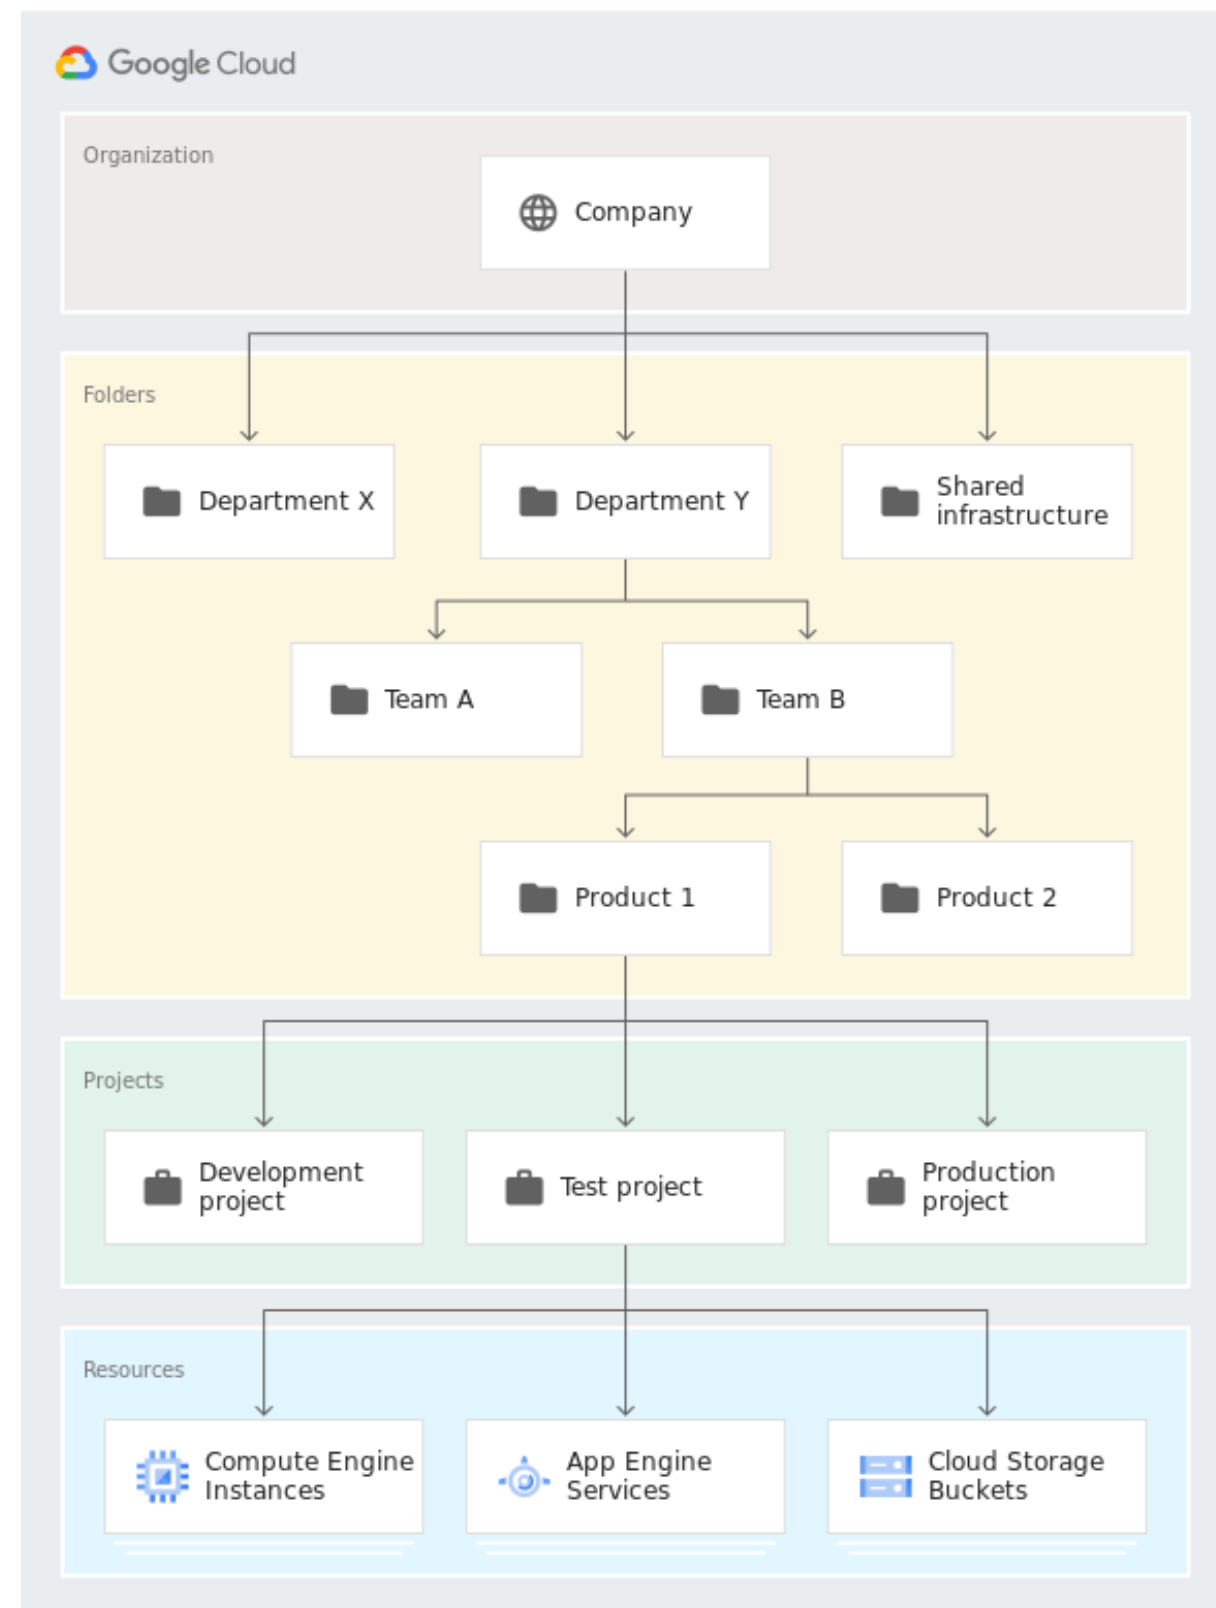 Google Cloud
Organization
Company
Folders
Department X
Department Y
Shared
infrastructure
Team A
Team B
Product 1
Product 2
Projects
Development
project
Test project
Production
project
Resources
Compute Engine
Instances
App Engine
Services
Cloud Storage
Buckets